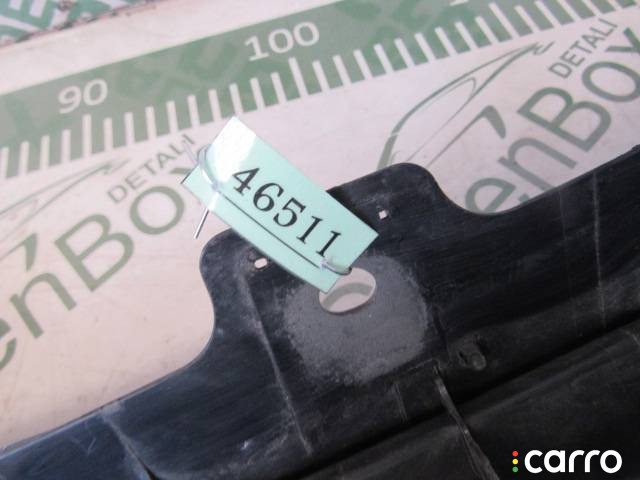 90
100
DETALI
enBox
DETALI
enBox
46511
carro